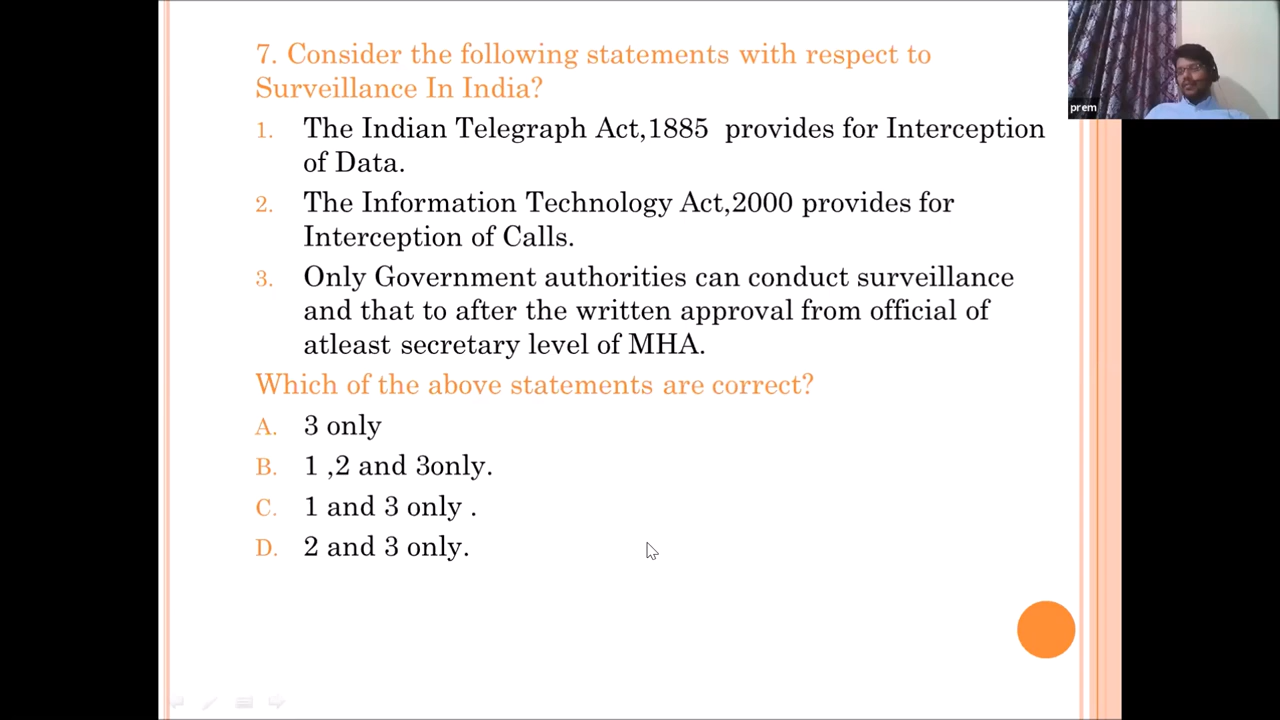 7. Consider the following statements with respect to
Surveillance In India?
1. The Indian Telegraph Act,1885 provides for Interception
of Data.
2. The Information Technology Act,2000 provides for
Interception of Calls.
3. Only Government authorities can conduct surveillance
and that to after the written approval from official of
atleast secretary level of MHA.
Which of the above statements are correct?
A. 3 only
B. 1 ,2 and 3only.
C. 1 and 3 only .
D. 2 and 3 only.
prem